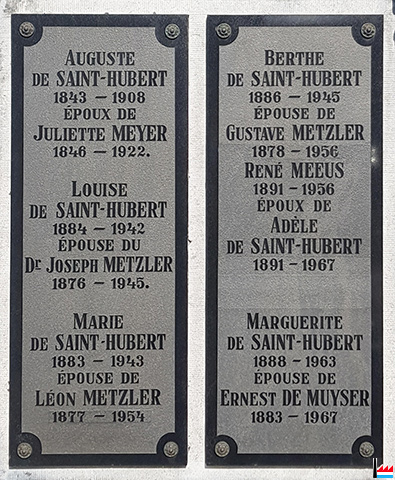 Auguste
de SAINT-HUBERT
1843 – 1908
époux de
Juliette MEYER
1846 – 1922.
Louise
de SAINT-HUBERT
1884 – 1942
épouse du
Dr Joseph METZLER
1876 – 1945.
Marie
de SAINT-HUBERT
1883 – 1943
épouse de
Léon METZLER
1877 – 1954
Berthe
de SAINT-HUBERT
1886 – 1945
épouse de
Gustave METZLER
1878 – 1956
René MEEUS
1891 – 1956
époux de
Adèle
de SAINT-HUBERT
1891 – 1967
Marguerite
de SAINT-HUBERT
1888 – 1963
épouse de
Ernest DE MUYSER
1883 – 1967